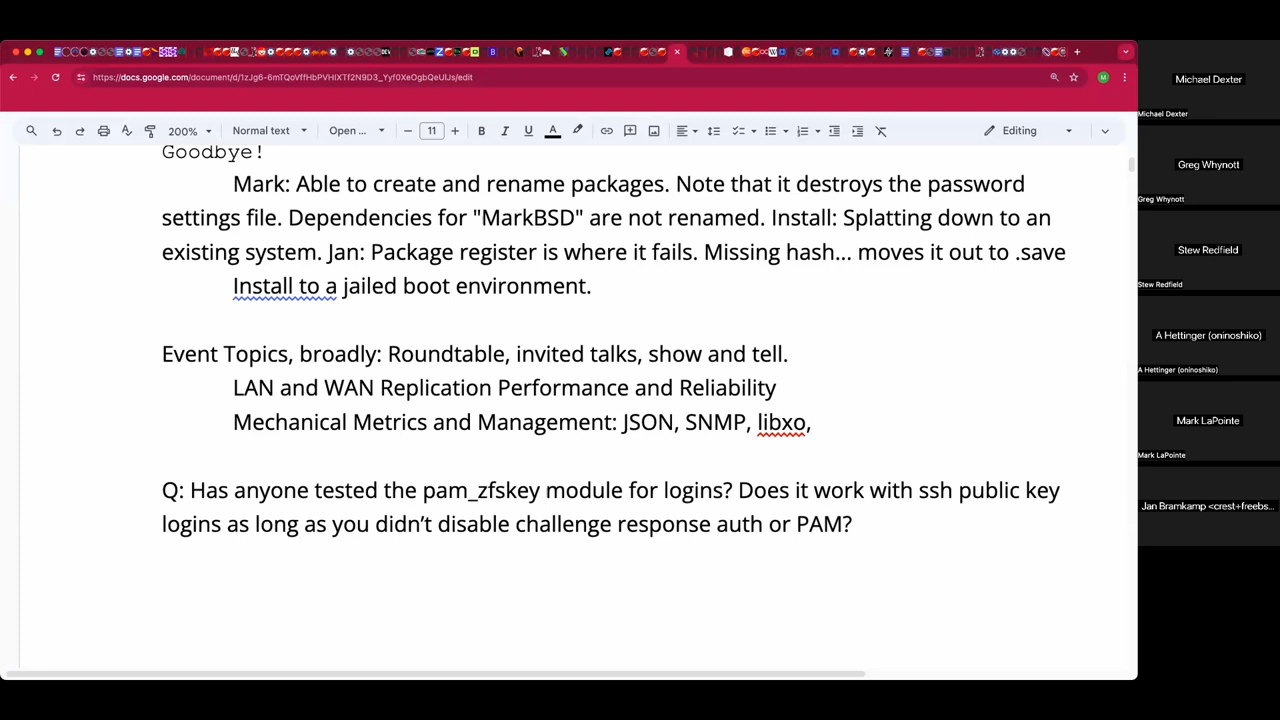 https://docs.google.com/document/d/1zJg6-6mTQoVffHbPVHIXTf2N9D3_Yyf0XeOgbQeUIJs/edit
200%
Normal text
Open ...
11
Editing
Goodbye!
Mark: Able to create and rename packages. Note that it destroys the password
settings file. Dependencies for "MarkBSD" are not renamed. Install: Splatting down to an
existing system. Jan: Package register is where it fails. Missing hash... moves it out to .save
Install to a jailed boot environment.
Event Topics, broadly: Roundtable, invited talks, show and tell.
LAN and WAN Replication Performance and Reliability
Mechanical Metrics and Management: JSON, SNMP, libxo,
Q: Has anyone tested the pam_zfskey module for logins? Does it work with ssh public key
logins as long as you didn't disable challenge response auth or PAM?
Michael Dexter
Michael Dexter
Greg Whynott
Greg Whynott
Stew Redfield
Stew Redfield
A Hettinger (oninoshiko)
A Hettinger (oninoshiko)
Mark LaPointe
Mark LaPointe
Jan Bramkamp <crest+freebs...